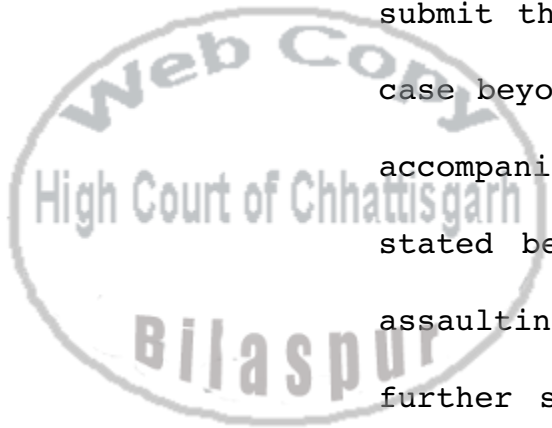 submit th
case beyo
accompani
stated be
assaultin
further s
Web Copy
High Court of Chhattisgarh
Bilaspur